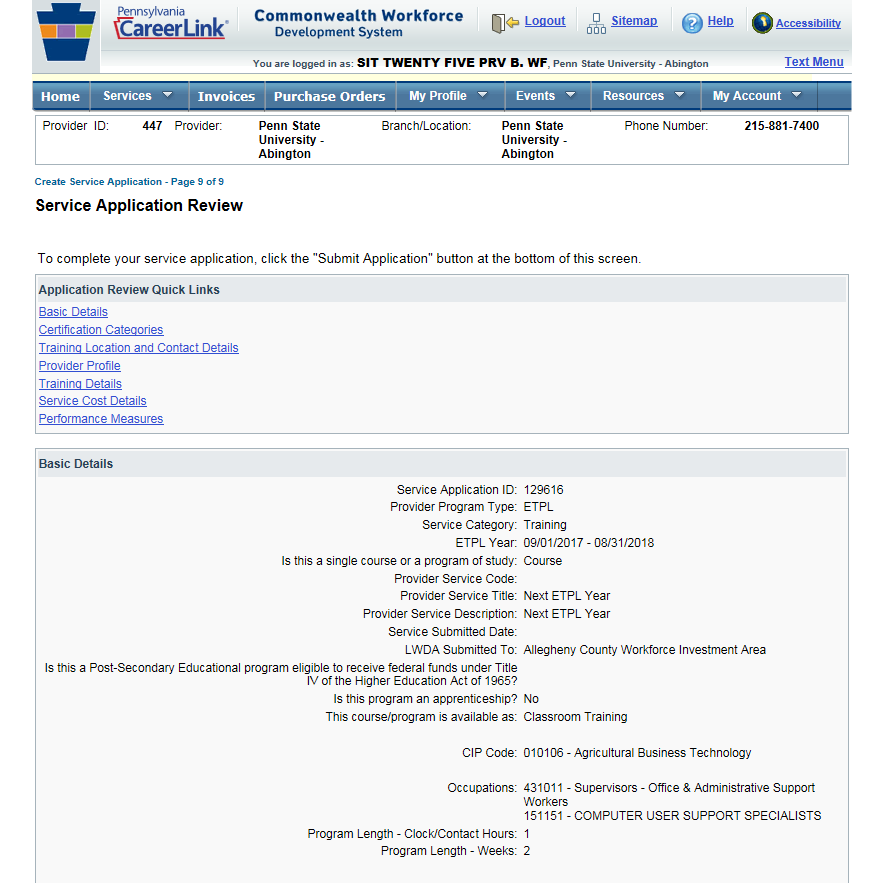 Pennsylvania
CareerLink®
Commonwealth Workforce
Development System
Logout
Sitemap
Help
Accessibility
You are logged in as: SIT TWENTY FIVE PRV B. WF, Penn State University - Abington
Text Menu
Home Services Invoices Purchase Orders My Profile Events Resources My Account
Provider ID: 447 Provider: Penn State University - Abington Branch/Location: Penn State University - Abington Phone Number: 215-881-7400
Create Service Application - Page 9 of 9
Service Application Review
To complete your service application, click the "Submit Application" button at the bottom of this screen.
Application Review Quick Links
Basic Details
Certification Categories
Training Location and Contact Details
Provider Profile
Training Details
Service Cost Details
Performance Measures
Basic Details
Service Application ID: 129616
Provider Program Type: ETPL
Service Category: Training
ETPL Year: 09/01/2017 - 08/31/2018
Is this a single course or a program of study: Course
Provider Service Code:
Provider Service Title: Next ETPL Year
Provider Service Description: Next ETPL Year
Service Submitted Date:
LWDA Submitted To: Allegheny County Workforce Investment Area
Is this a Post-Secondary Educational program eligible to receive federal funds under Title
IV of the Higher Education Act of 1965?
Is this program an apprenticeship? No
This course/program is available as: Classroom Training
CIP Code: 010106 - Agricultural Business Technology
Occupations: 431011 - Supervisors - Office & Administrative Support
Workers
151151 - COMPUTER USER SUPPORT SPECIALISTS
Program Length - Clock/Contact Hours: 1
Program Length - Weeks: 2